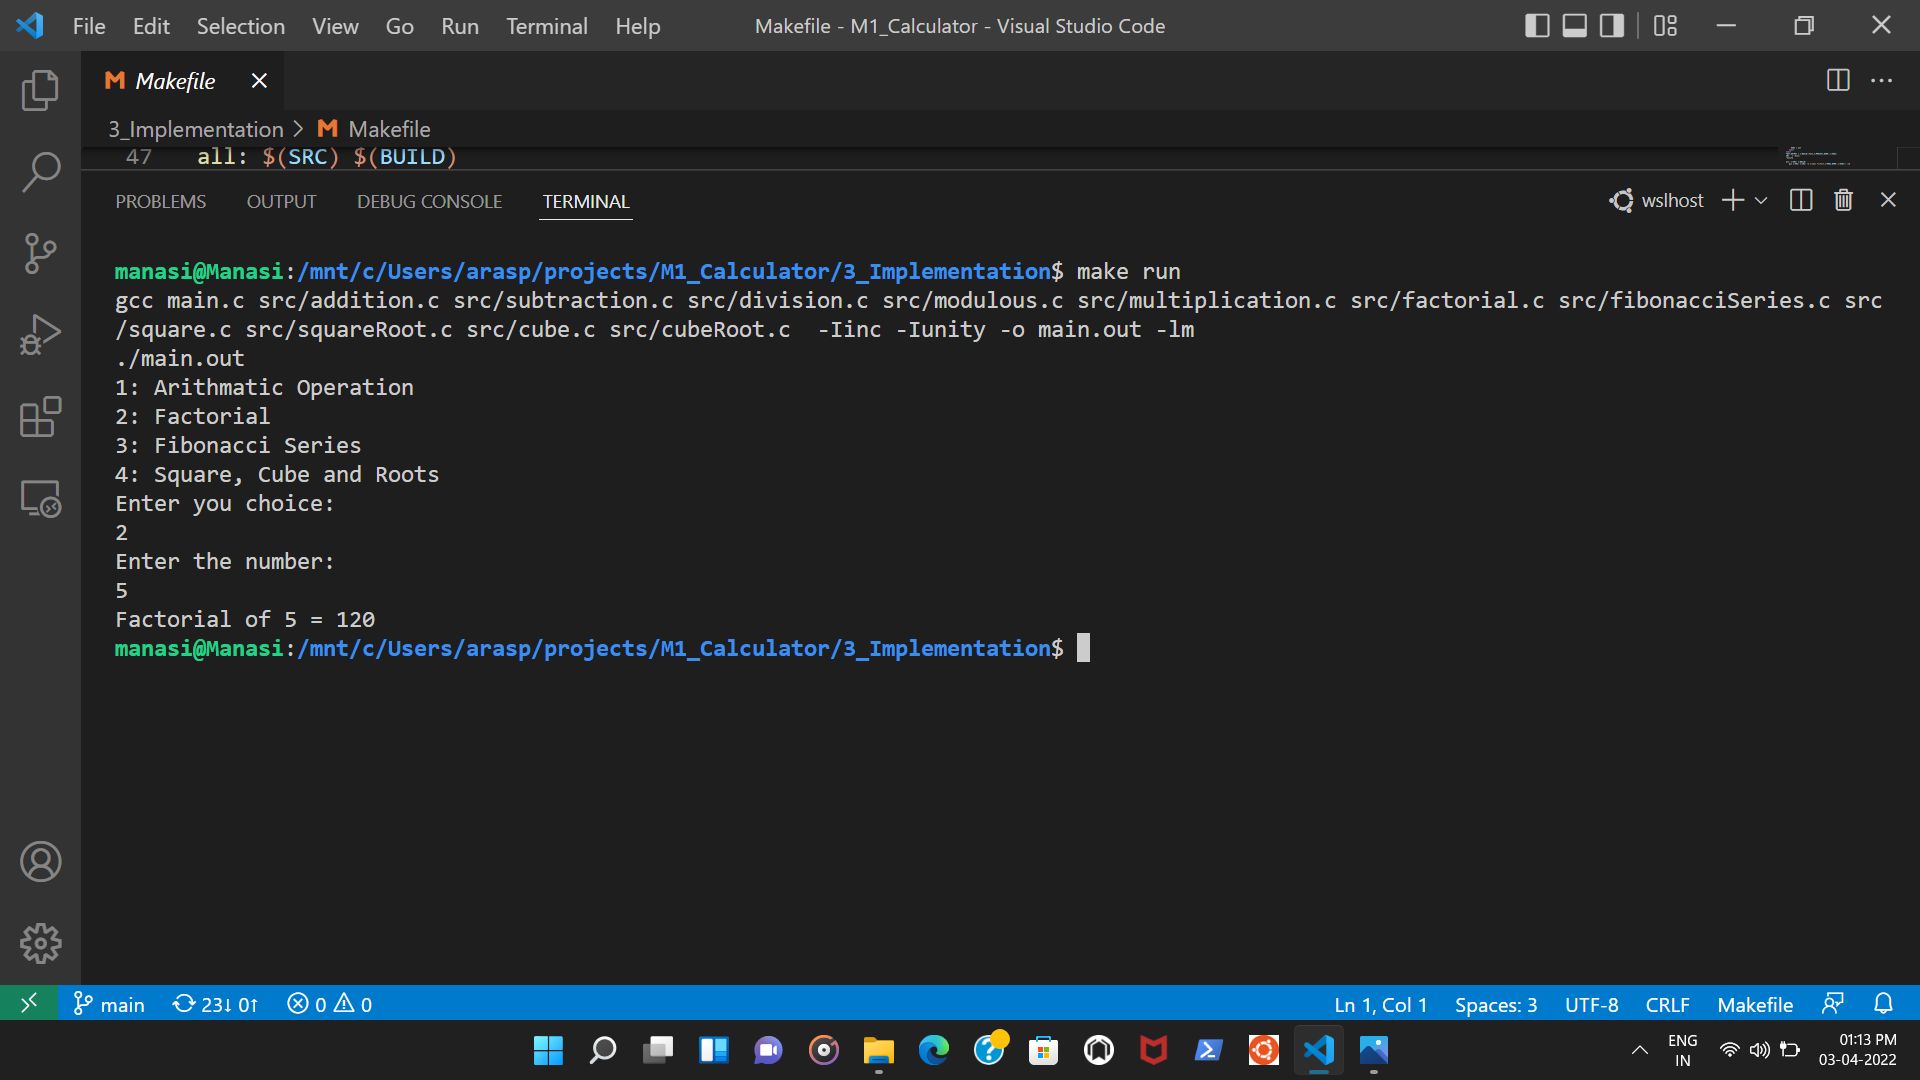 File Edit Selection View Go Run Terminal Help
Makefile - M1_Calculator - Visual Studio Code
Makefile
3_Implementation > Makefile
47 all: $(SRC) $(BUILD)
PROBLEMS OUTPUT DEBUG CONSOLE TERMINAL
wslhost
manasi@Manasi:/mnt/c/Users/arasp/projects/M1_Calculator/3_Implementation$ make run
gcc main.c src/addition.c src/subtraction.c src/division.c src/modulous.c src/multiplication.c src/factorial.c src/fibonacciSeries.c src
/square.c src/squareRoot.c src/cube.c src/cubeRoot.c  -Iinc -Iunity -o main.out -lm
./main.out
1: Arithmatic Operation
2: Factorial
3: Fibonacci Series
4: Square, Cube and Roots
Enter you choice:
2
Enter the number:
5
Factorial of 5 = 120
manasi@Manasi:/mnt/c/Users/arasp/projects/M1_Calculator/3_Implementation$
main 23↓ 0↑ 0 0
Ln 1, Col 1 Spaces: 3 UTF-8 CRLF Makefile
ENG
IN
01:13 PM
03-04-2022